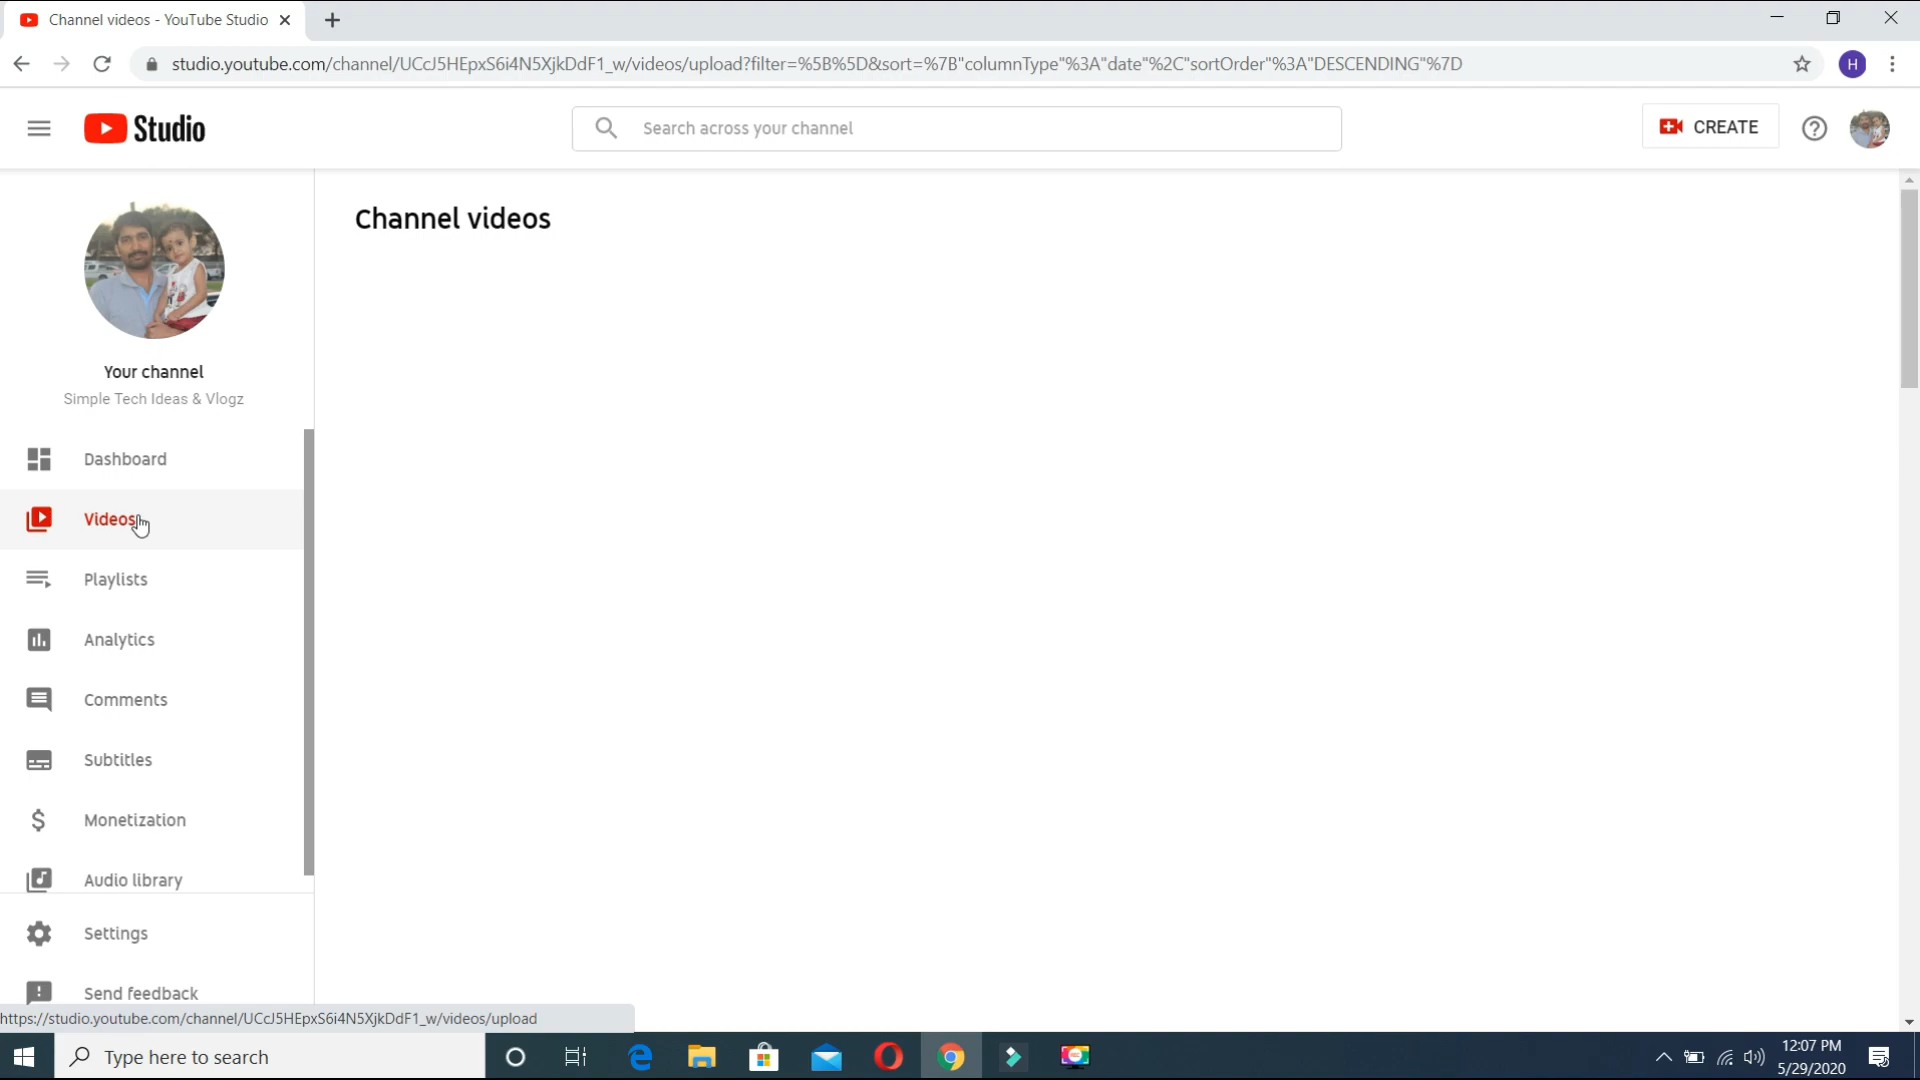 Channel videos - YouTube Studio
studio.youtube.com/channel/UCcJ5HEpxS6i4N5XjkDdF1_w/videos/upload?filter=%5B%5D&sort=%7B"columnType"%3A"date"%2C"sortOrder"%3A"DESCENDING"%7D
H
Studio
Search across your channel
CREATE
Channel videos
Your channel
Simple Tech Ideas & Vlogz
Dashboard
Videos
Playlists
Analytics
Comments
Subtitles
Monetization
Audio library
Settings
Send feedback
https://studio.youtube.com/channel/UCcJ5HEpxS6i4N5XjkDdF1_w/videos/upload
Type here to search
12:07 PM
5/29/2020